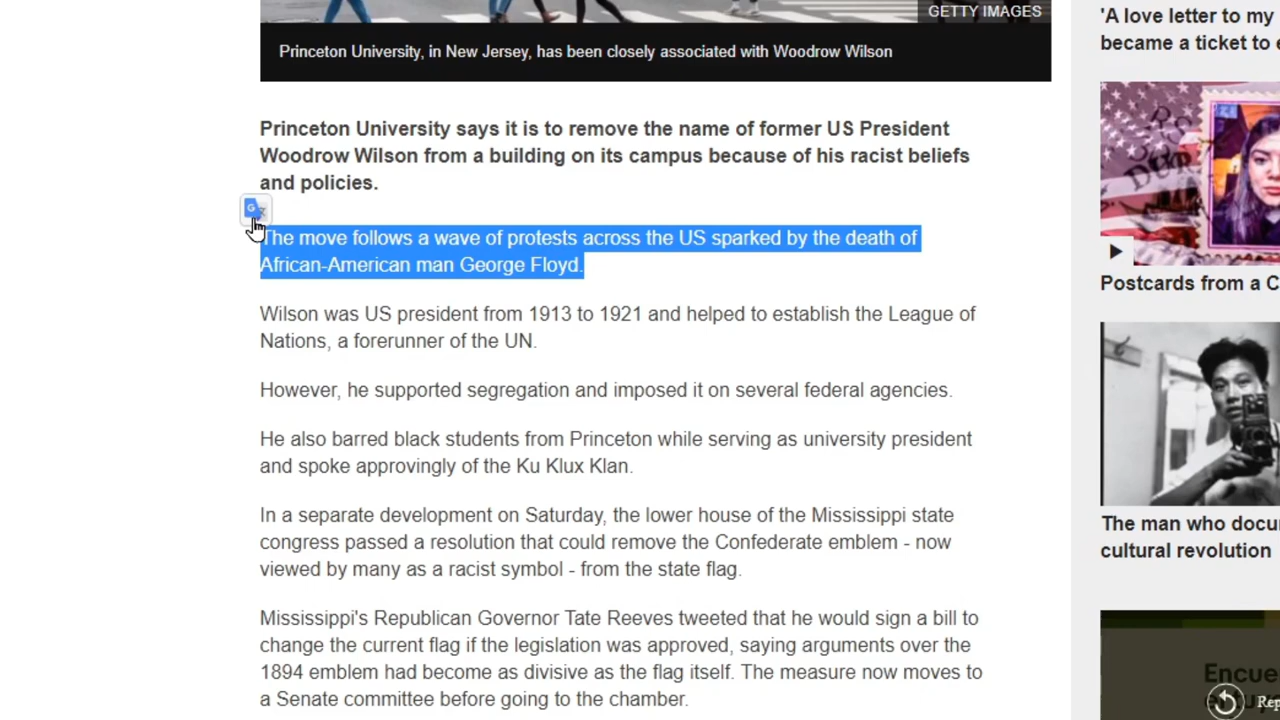 GETTY IMAGES
Princeton University, in New Jersey, has been closely associated with Woodrow Wilson
Princeton University says it is to remove the name of former US President
Woodrow Wilson from a building on its campus because of his racist beliefs
and policies.
The move follows a wave of protests across the US sparked by the death of
African-American man George Floyd.
Wilson was US president from 1913 to 1921 and helped to establish the League of
Nations, a forerunner of the UN.
However, he supported segregation and imposed it on several federal agencies.
He also barred black students from Princeton while serving as university president
and spoke approvingly of the Ku Klux Klan.
In a separate development on Saturday, the lower house of the Mississippi state
congress passed a resolution that could remove the Confederate emblem - now
viewed by many as a racist symbol - from the state flag.
Mississippi's Republican Governor Tate Reeves tweeted that he would sign a bill to
change the current flag if the legislation was approved, saying arguments over the
1894 emblem had become as divisive as the flag itself. The measure now moves to
a Senate committee before going to the chamber.
'A love letter to my
became a ticket to
Postcards from a
The man who
cultural revolution